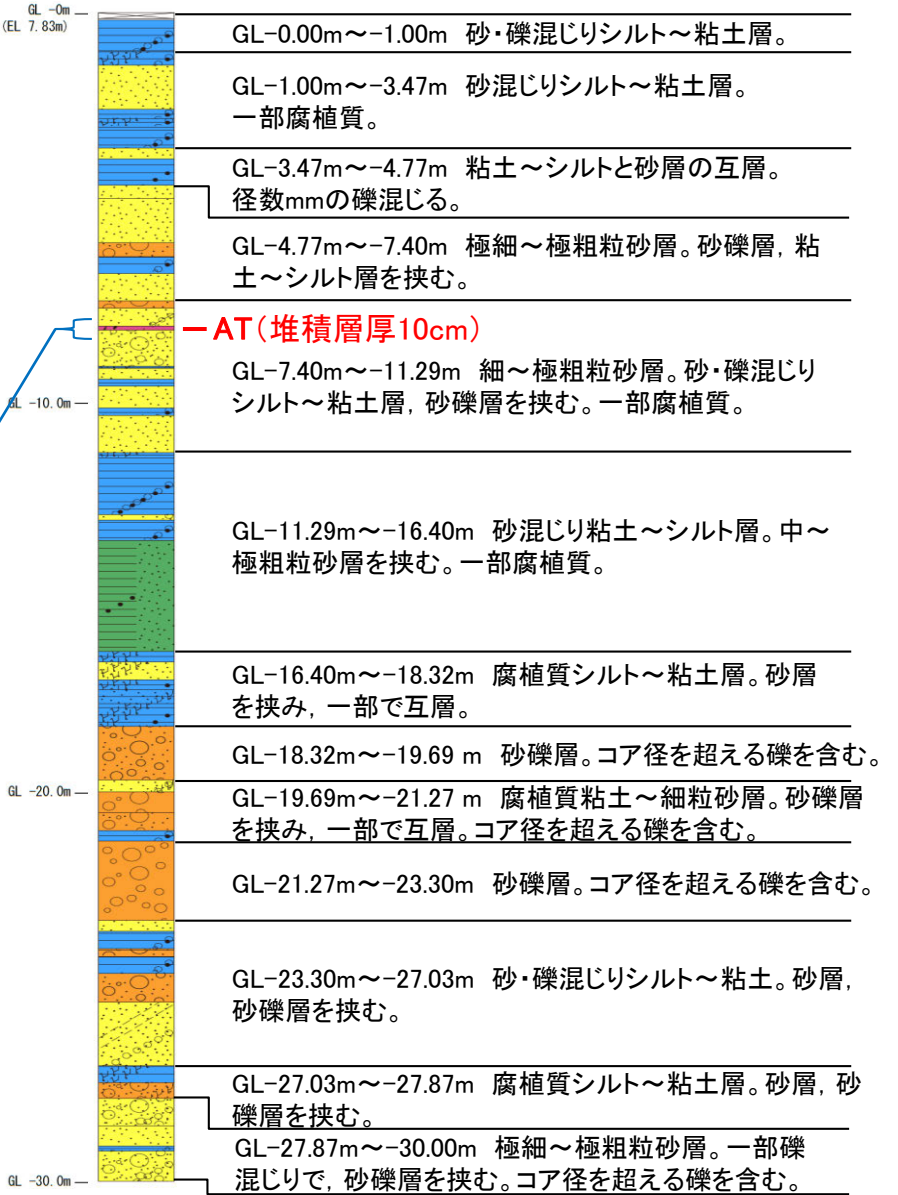 GL -0m
(EL 7.83m)
GL-0.00m～-1.00m 砂・礫混じりシルト～粘土層。
GL-1.00m～-3.47m 砂混じりシルト～粘土層。
一部腐植質。
GL-3.47m～-4.77m 粘土～シルトと砂層の互層。
径数mmの礫混じる。
GL-4.77m～-7.40m 極細～極粗粒砂層。砂礫層，粘
土～シルト層を挟む。
AT（堆積層厚10cm）
GL-7.40m～-11.29m 細～極粗粒砂層。砂・礫混じり
シルト～粘土層，砂礫層を挟む。一部腐植質。
GL -10.0m
GL-11.29m～-16.40m 砂混じり粘土～シルト層。中～
極粗粒砂層を挟む。一部腐植質。
GL-16.40m～-18.32m 腐植質シルト～粘土層。砂層
を挟み，一部で互層。
GL-18.32m～-19.69 m 砂礫層。コア径を超える礫を含む。
GL -20.0m
GL-19.69m～-21.27 m 腐植質粘土～細粒砂層。砂礫層
を挟み，一部で互層。コア径を超える礫を含む。
GL-21.27m～-23.30m 砂礫層。コア径を超える礫を含む。
GL-23.30m～-27.03m 砂・礫混じりシルト～粘土。砂層，
砂礫層を挟む。
GL-27.03m～-27.87m 腐植質シルト～粘土層。砂層，砂
礫層を挟む。
GL-27.87m～-30.00m 極細～極粗粒砂層。一部礫
混じりで，砂礫層を挟む。コア径を超える礫を含む。
GL -30.0m